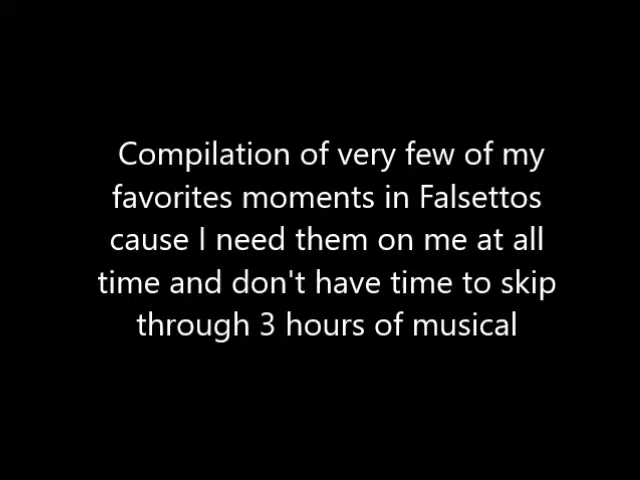 Compilation of very few of my
favorites moments in Falsettos
cause I need them on me at all
time and don't have time to skip
through 3 hours of musical